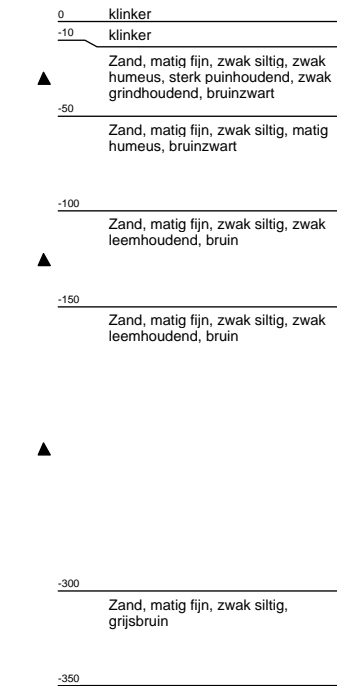 0 klinker
-10 klinker
Zand, matig fijn, zwak siltig, zwak
humeus, sterk puinhoudend, zwak
grindhoudend, bruinzwart
-50
Zand, matig fijn, zwak siltig, matig
humeus, bruinzwart
-100
Zand, matig fijn, zwak siltig, zwak
leemhoudend, bruin
-150
Zand, matig fijn, zwak siltig, zwak
leemhoudend, bruin
-300
Zand, matig fijn, zwak siltig,
grijsbruin
-350